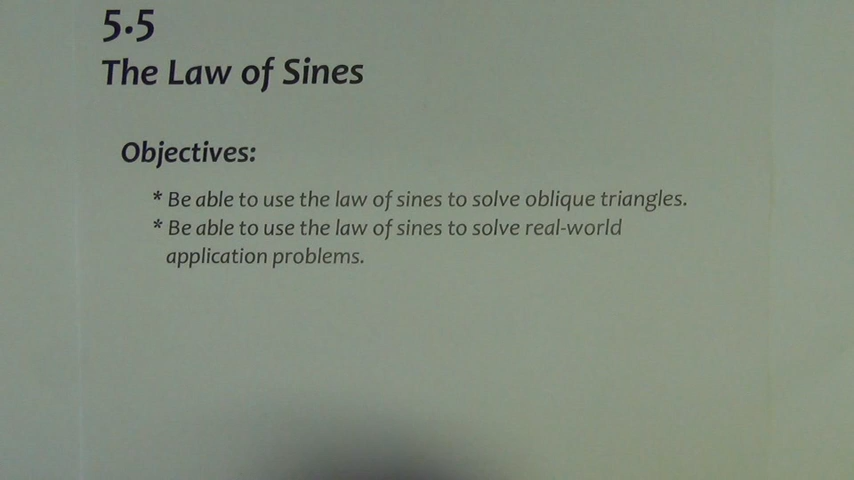 5.5
The Law of Sines
Objectives:
* Be able to use the law of sines to solve oblique triangles.
* Be able to use the law of sines to solve real-world
application problems.